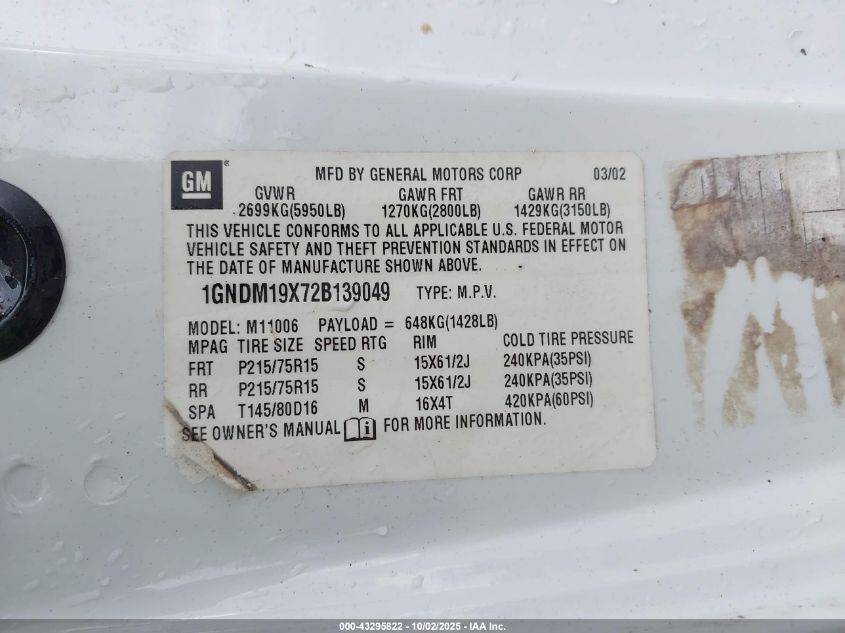 GM ® MFD BY GENERAL MOTORS CORP 03/02
GVWR GAWR FRT GAWR RR
2699KG(5950LB) 1270KG(2800LB) 1429KG(3150LB)
THIS VEHICLE CONFORMS TO ALL APPLICABLE U.S. FEDERAL MOTOR
VEHICLE SAFETY AND THEFT PREVENTION STANDARDS IN EFFECT ON
THE DATE OF MANUFACTURE SHOWN ABOVE.
1GNDM19X72B139049 TYPE: M.P.V.
MODEL: M11006 PAYLOAD = 648KG(1428LB)
MPAG TIRE SIZE SPEED RTG RIM COLD TIRE PRESSURE
FRT P215/75R15 S 15X61/2J 240KPA(35PSI)
RR P215/75R15 S 15X61/2J 240KPA(35PSI)
SPA T145/80D16 M 16X4T 420KPA(60PSI)
SEE OWNER'S MANUAL FOR MORE INFORMATION.
000-43295822 - 10/02/2025 - IAA Corp.